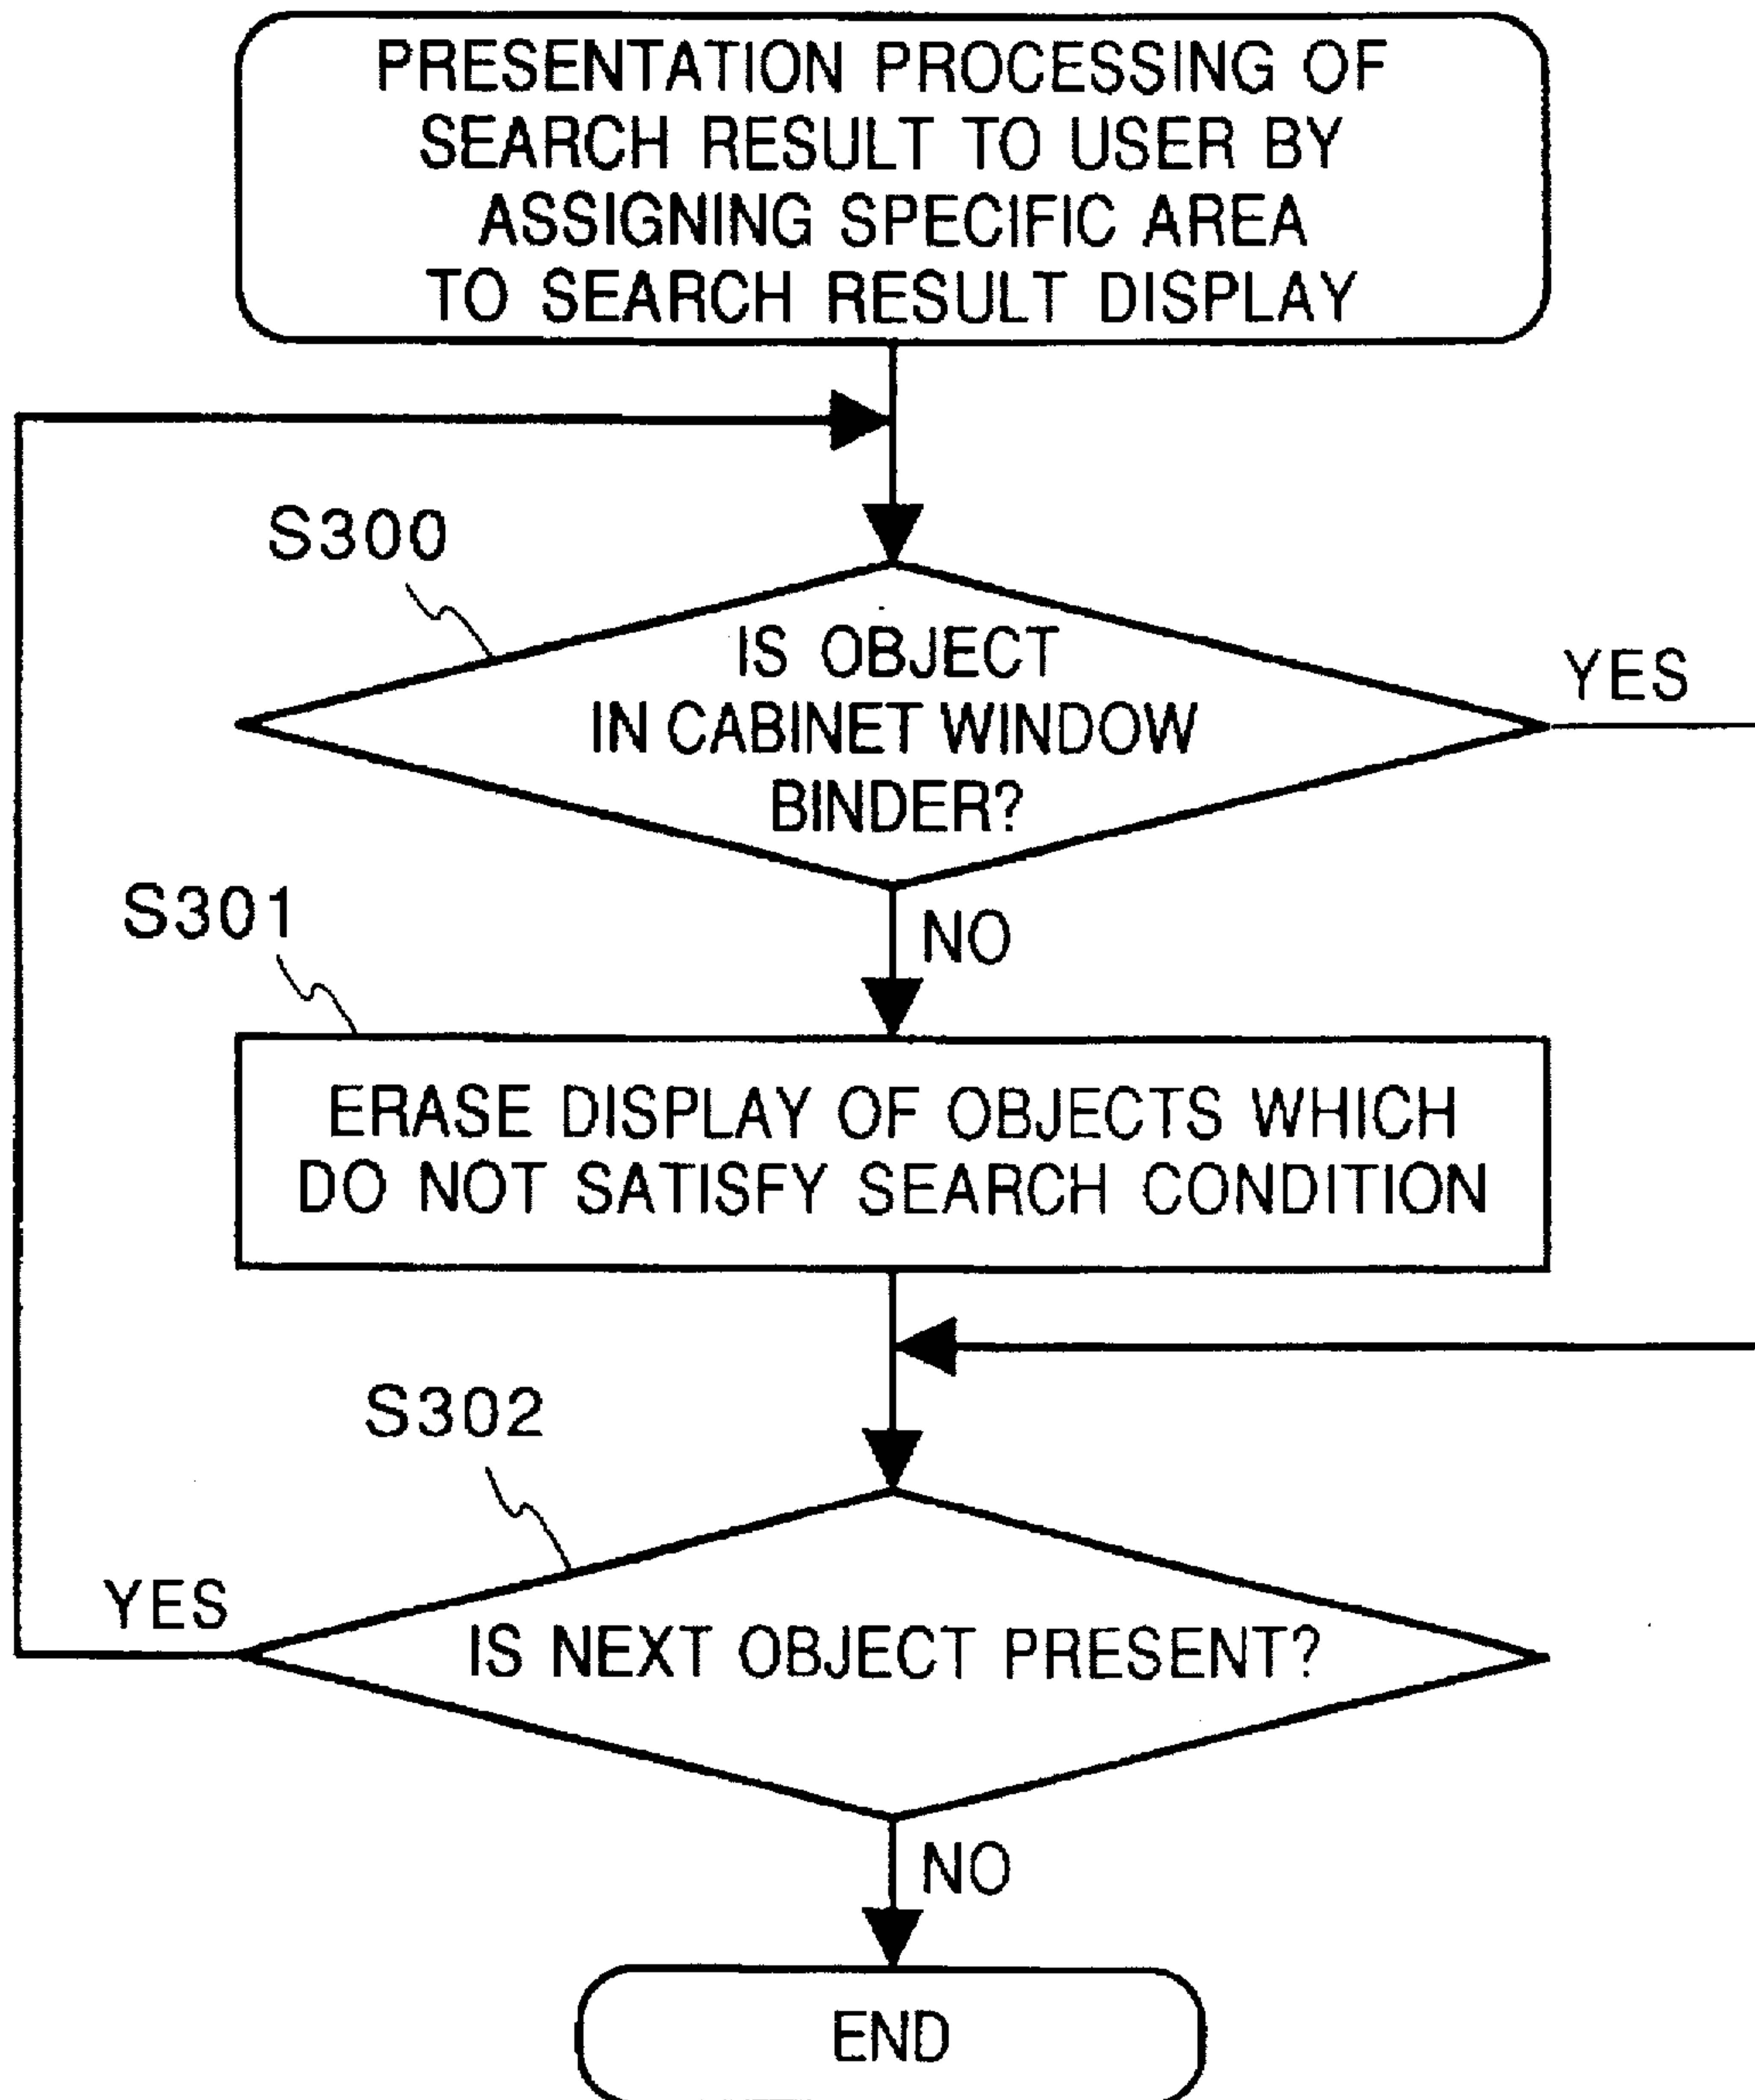 PRESENTATION PROCESSING OF
SEARCH RESULT TO USER BY
ASSIGNING SPECIFIC AREA
TO SEARCH RESULT DISPLAY
S300
IS OBJECT
IN CABINET WINDOW
BINDER?
YES
NO
S301
ERASE DISPLAY OF OBJECTS WHICH
DO NOT SATISFY SEARCH CONDITION
S302
IS NEXT OBJECT PRESENT?
YES
NO
END